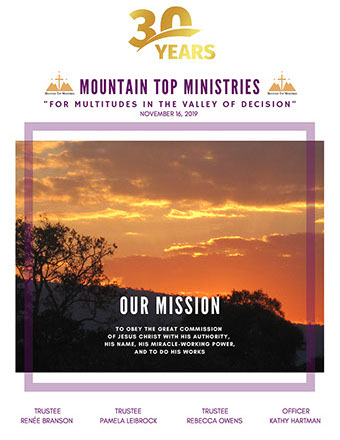 30
YEARS
MOUNTAIN TOP MINISTRIES
"FOR MULTITUDES IN THE VALLEY OF DECISION"
NOVEMBER 16, 2019
OUR MISSION
TO OBEY THE GREAT COMMISSION
OF JESUS CHRIST WITH HIS AUTHORITY,
HIS NAME, HIS MIRACLE-WORKING POWER,
AND TO DO HIS WORKS
TRUSTEE TRUSTEE TRUSTEE OFFICER
RENÉE BRANSON PAMELA LEIBROCK REBECCA OWENS KATHY HARTMAN